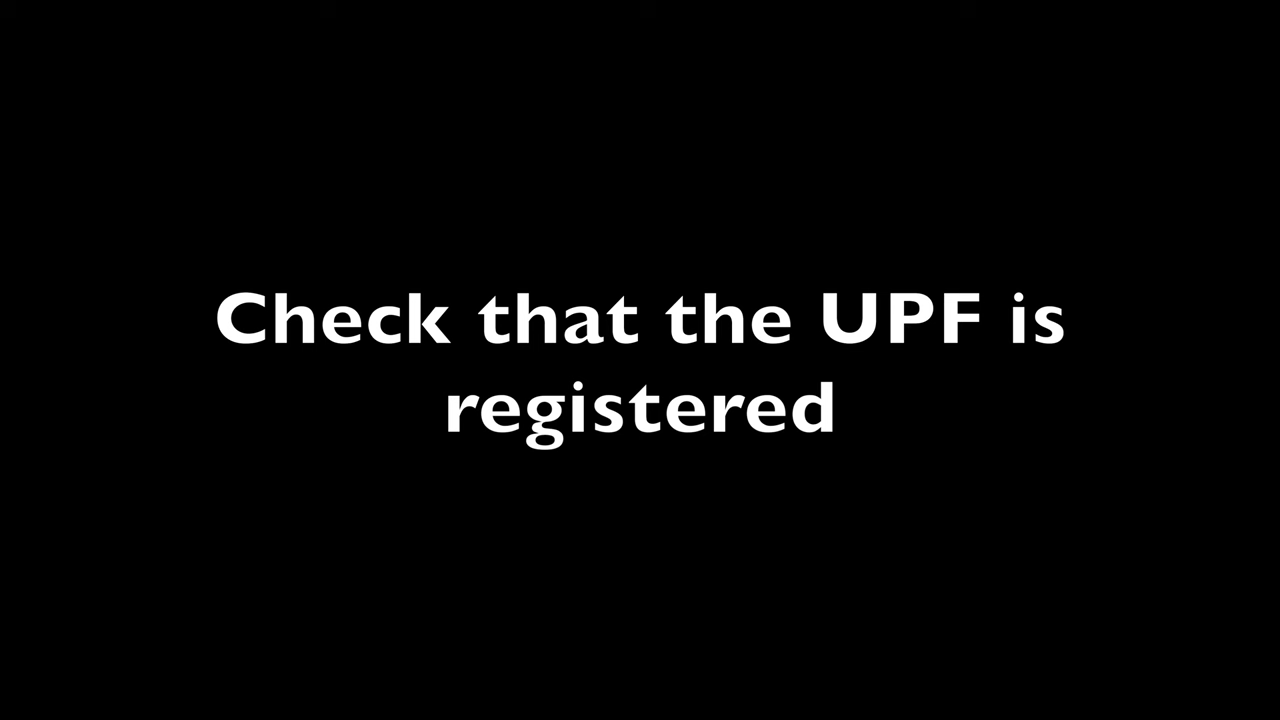 Check that the UPF is
registered